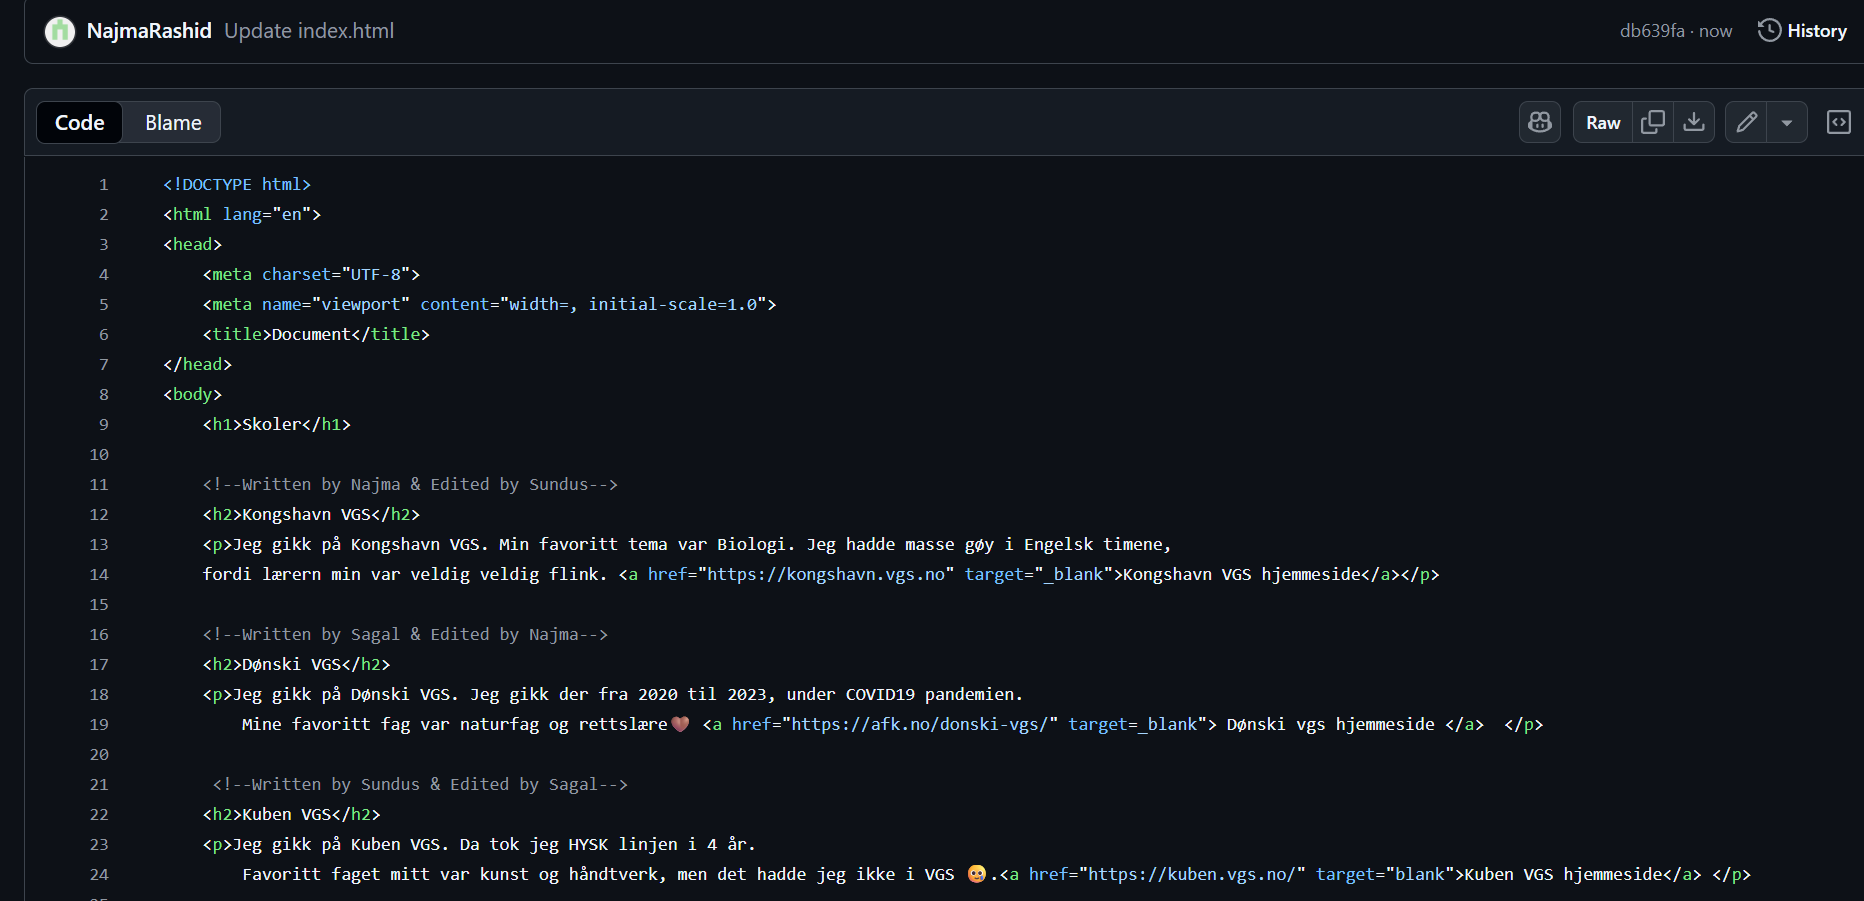 NajmaRashid Update index.html db639fa · now History
Code Blame Raw
1 <!DOCTYPE html>
2 <html lang="en">
3 <head>
4 <meta charset="UTF-8">
5 <meta name="viewport" content="width=, initial-scale=1.0">
6 <title>Document</title>
7 </head>
8 <body>
9 <h1>Skoler</h1>
10
11 <!--Written by Najma & Edited by Sundus-->
12 <h2>Kongshavn VGS</h2>
13 <p>Jeg gikk på Kongshavn VGS. Min favoritt tema var Biologi. Jeg hadde masse gøy i Engelsk timene,
14 fordi lærern min var veldig veldig flink. <a href="https://kongshavn.vgs.no" target="_blank">Kongshavn VGS hjemmeside</a></p>
15
16 <!--Written by Sagal & Edited by Najma-->
17 <h2>Dønski VGS</h2>
18 <p>Jeg gikk på Dønski VGS. Jeg gikk der fra 2020 til 2023, under COVID19 pandemien.
19 Mine favoritt fag var naturfag og rettslære🤎 <a href="https://afk.no/donski-vgs/" target=_blank"> Dønski vgs hjemmeside </a> </p>
20
21 <!--Written by Sundus & Edited by Sagal-->
22 <h2>Kuben VGS</h2>
23 <p>Jeg gikk på Kuben VGS. Da tok jeg HYSK linjen i 4 år.
24 Favoritt faget mitt var kunst og håndtverk, men det hadde jeg ikke i VGS 😢.<a href="https://kuben.vgs.no/" target="blank">Kuben VGS hjemmeside</a> </p>